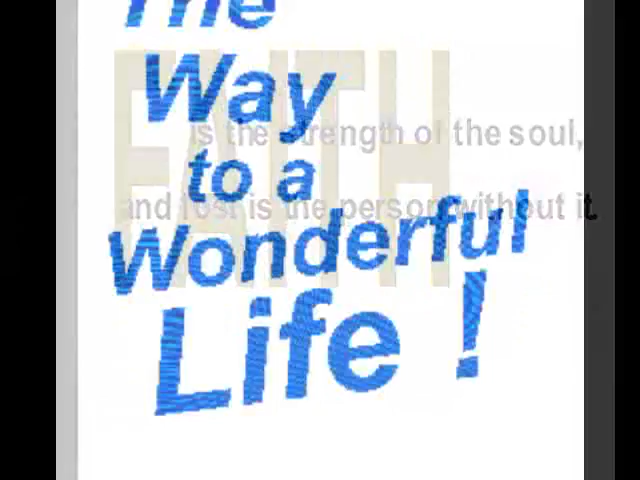 The
Way
to a
Wonderful
Life !
FAITH
is the strength of the soul,
and lost is the person without it.